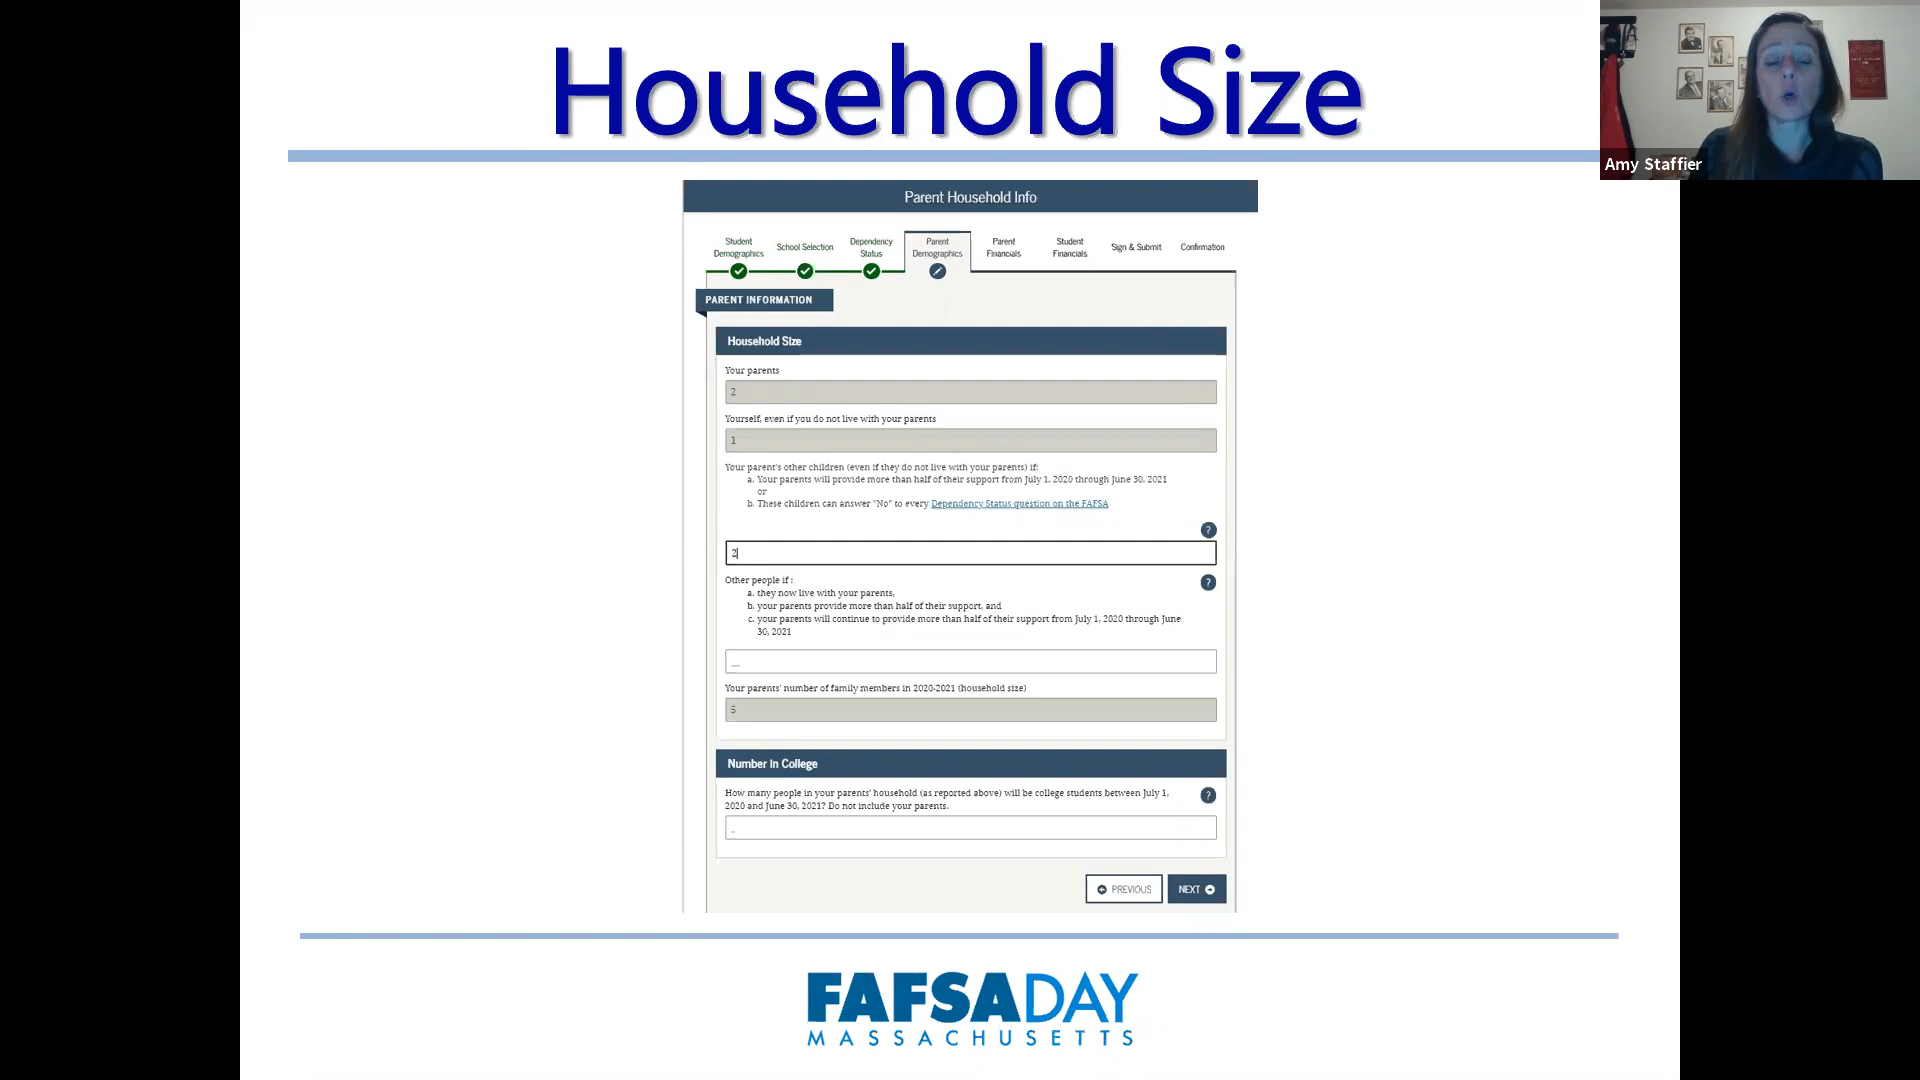 Household Size
Amy Staffier
Parent Household Info
Student Demographics
School Selection
Dependency Status
Parent Demographics
Parent Financials
Student Financials
Sign & Submit
Confirmation
PARENT INFORMATION
Household Size
Your parents
2
Yourself, even if you do not live with your parents
1
Your parent's other children (even if they do not live with your parents) if:
a. Your parents will provide more than half of their support from July 1, 2020 through June 30, 2021
or
b. These children can answer "No" to every Dependency Status question on the FAFSA
?
2
Other people if :
?
a. they now live with your parents,
b. your parents provide more than half of their support, and
c. your parents will continue to provide more than half of their support from July 1, 2020 through June
30, 2021
Your parents' number of family members in 2020-2021 (household size)
5
Number in College
How many people in your parents' household (as reported above) will be college students between July 1,
2020 and June 30, 2021? Do not include your parents.
?
PREVIOUS
NEXT
FAFSADAY
MASSACHUSETTS